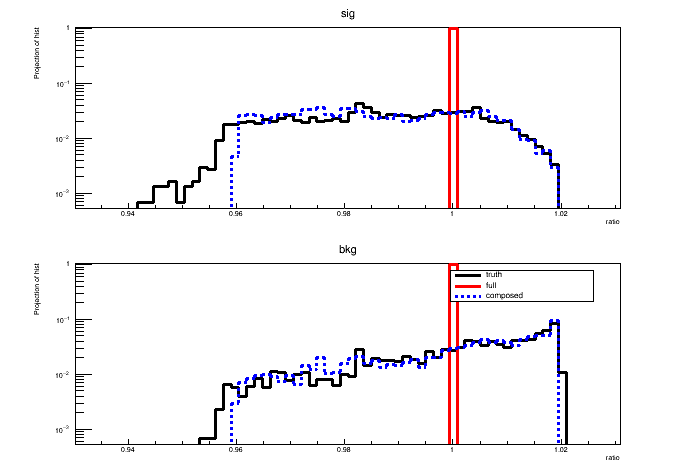 sig
Projection of hist
1
10⁻¹
10⁻²
10⁻³
0.94 0.96 0.98 1 1.02
ratio
bkg
Projection of hist
1
truth
full
composed
10⁻¹
10⁻²
10⁻³
0.94 0.96 0.98 1 1.02
ratio